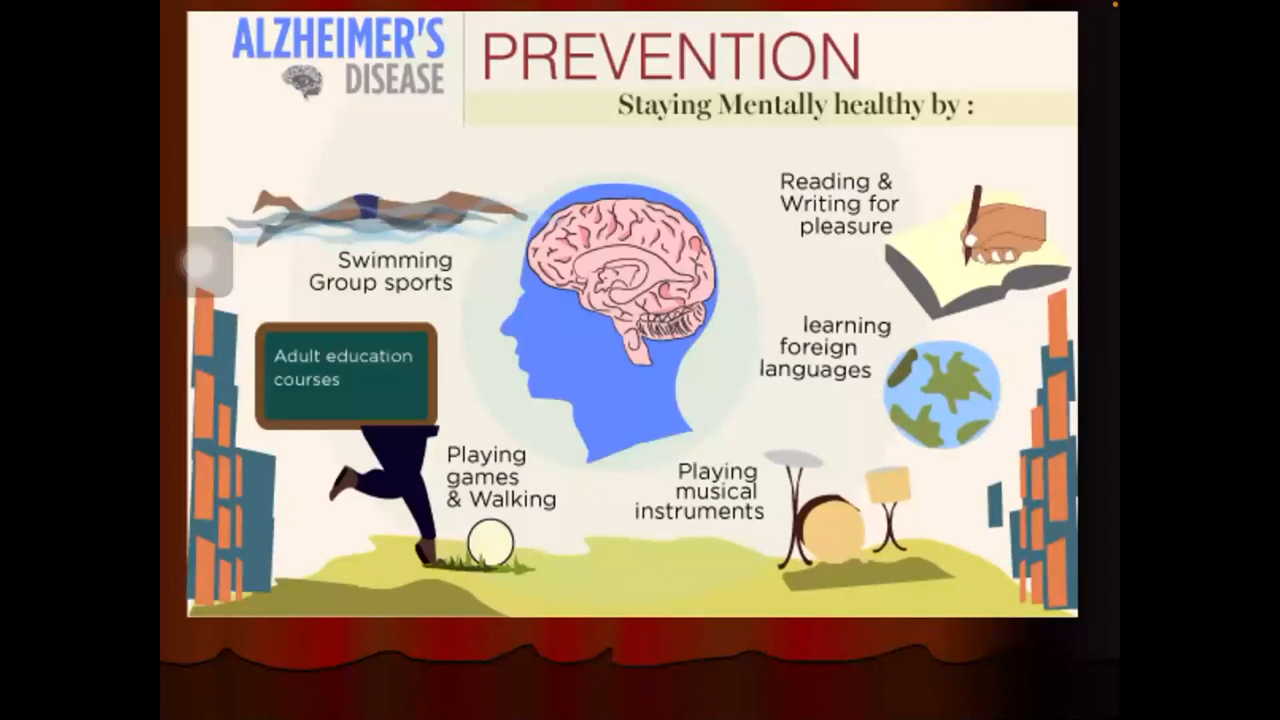 ALZHEIMER'S
DISEASE
PREVENTION
Staying Mentally healthy by :
Swimming
Group sports
Adult education
courses
Playing
games
& Walking
Reading &
Writing for
pleasure
learning
foreign
languages
Playing
musical
instruments